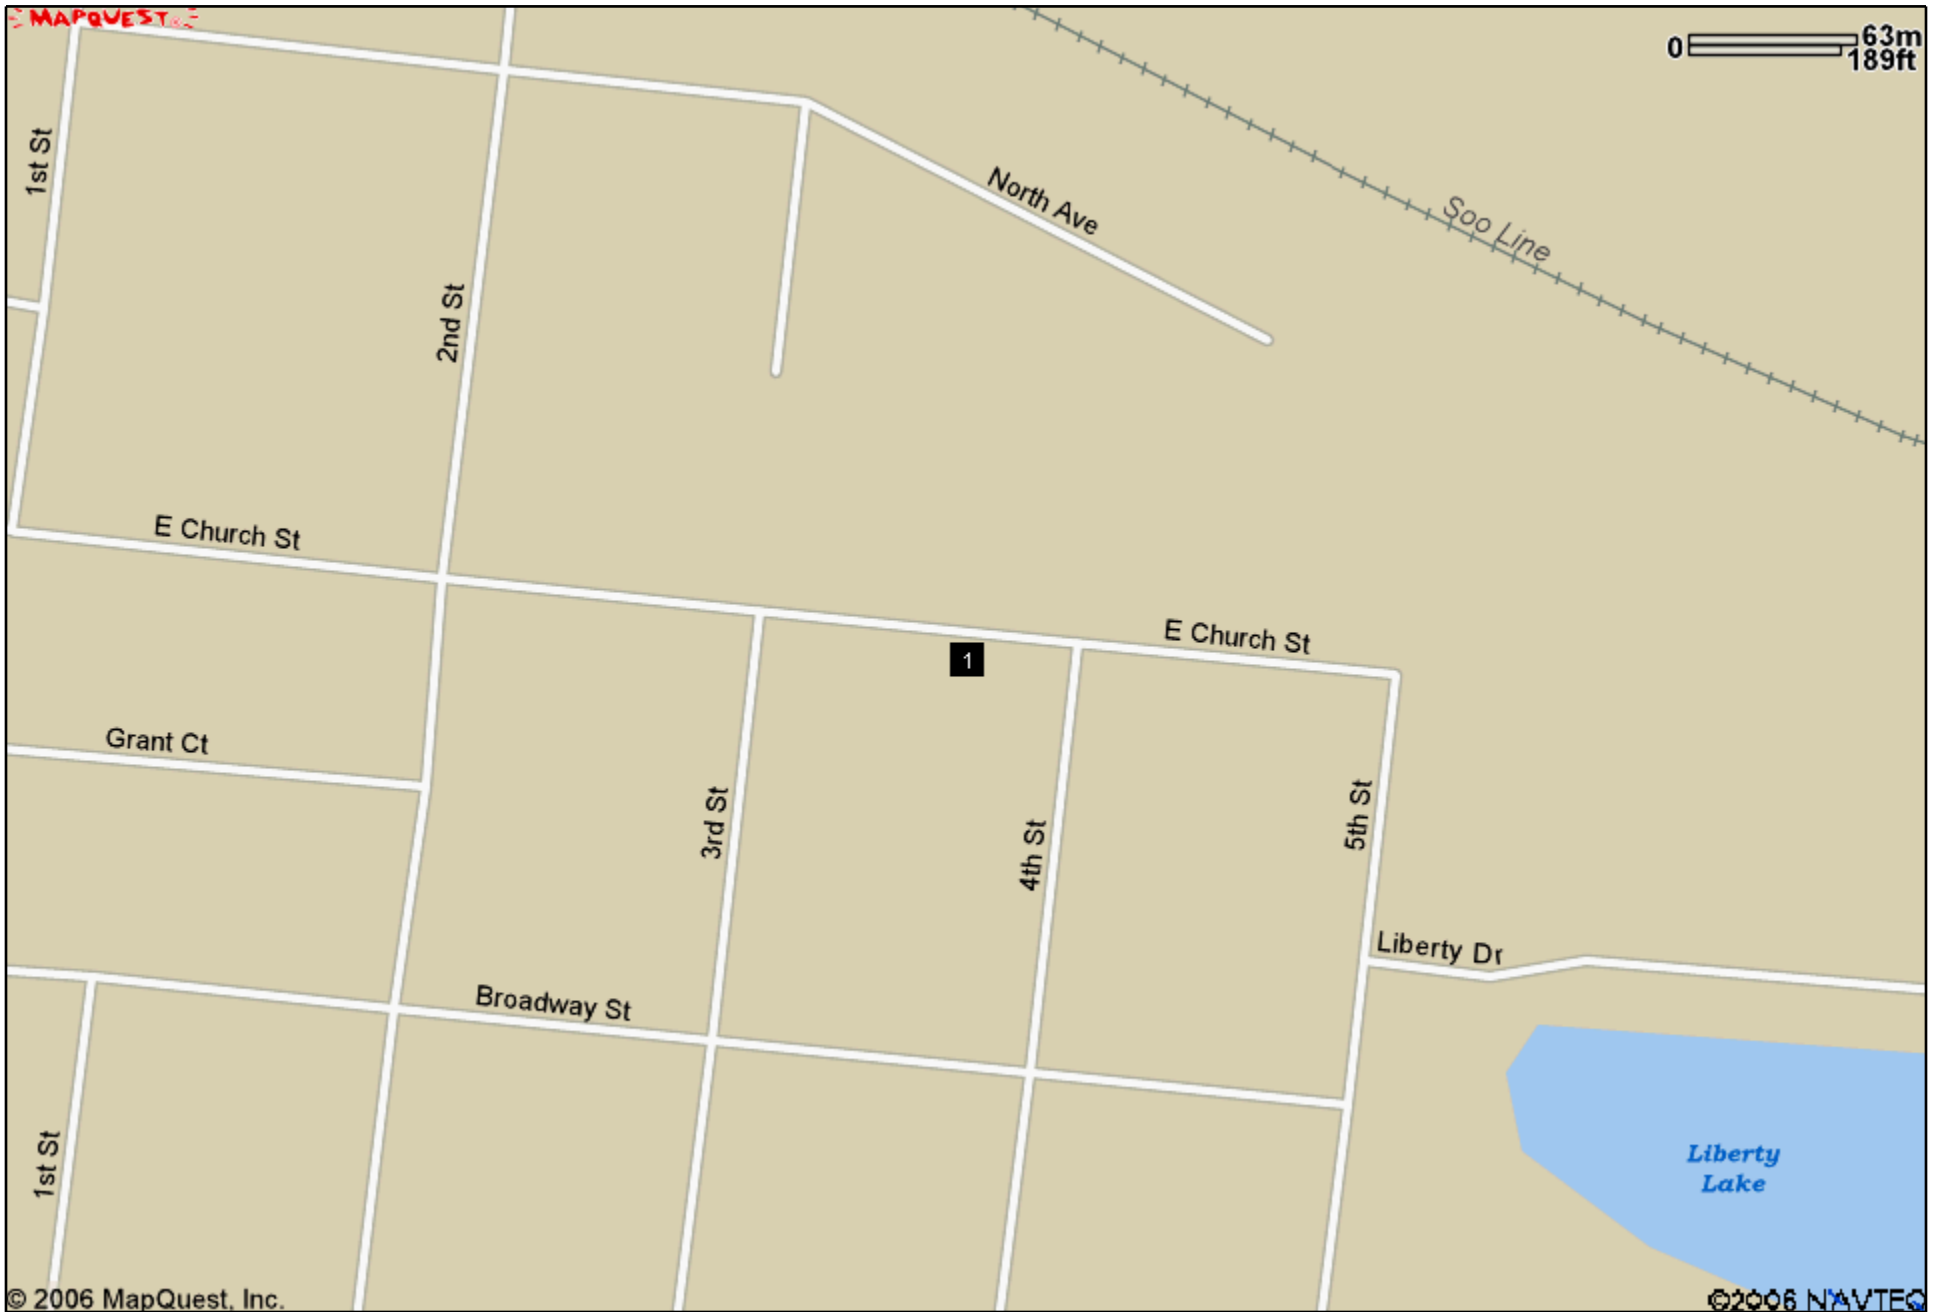 MAPQUEST
0
63m
189ft
1st St
North Ave
Soo Line
2nd St
E Church St
E Church St
1
Grant Ct
3rd St
4th St
5th St
Liberty Dr
Broadway St
1st St
Liberty
Lake
© 2006 MapQuest, Inc.
©2006 NAVTEQ